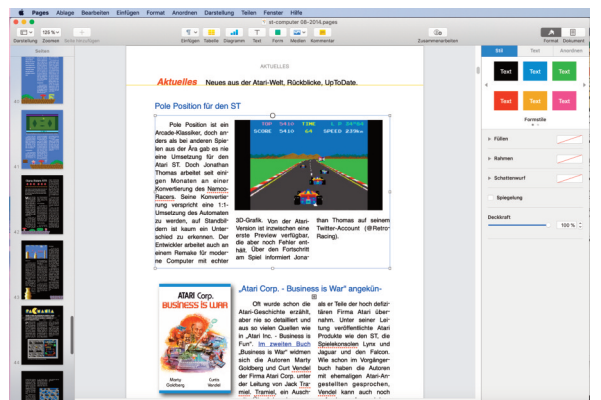 Pages Ablage Bearbeiten Einfügen Format Anordnen Darstellung Teilen Fenster Hilfe
st-computer 08-2014.pages
125 %
Darstellung Zoomen Seite hinzufügen
Einfügen Tabelle Diagramm Text Form Medien Kommentar
Zusammenarbeiten
Format Dokument
Seiten
40
41
42
43
44
AKTUELLES
Aktuelles Neues aus der Atari-Welt, Rückblicke, UpToDate.
Pole Position für den ST
Pole Position ist ein
Arcade-Klassiker, doch an-
ders als bei anderen Spie-
len aus der Ära gab es nie
eine Umsetzung für den
Atari ST. Doch Jonathan
Thomas arbeitet seit eini-
gen Monaten an einer
Konvertierung des Namco-
Racers. Seine Konvertie-
rung verspricht eine 1:1-
Umsetzung des Automaten
zu werden, auf Standbil-
dern ist kaum ein Unter-
schied zu erkennen. Der
Entwickler arbeitet auch an
einem Remake für moder-
ne Computer mit echter
TOP 5410 TIME
SCORE 5410 64 SPEED 239km
3D-Grafik. Von der Atari-
Version ist inzwischen eine
erste Preview verfügbar,
die aber noch Fehler ent-
hält. Über den Fortschritt
am Spiel informiert Jona-
than Thomas auf seinem
Twitter-Account (@Retro-
Racing).
„Atari Corp. - Business is War" angekün-
ATARI Corp.
BUSINESS IS WAR
Marty
Goldberg
Curt
Vendel
Oft wurde schon die
Atari-Geschichte erzählt,
aber nie so detailliert und
aus so vielen Quellen wie
in „Atari Inc. - Business is
Fun". Im zweiten Buch
„Business is War" widmen
sich die Autoren Marty
Goldberg und Curt Vendel
der Firma Atari Corp. unter
der Leitung von Jack Tra-
miel. Tramiel, ein Ausch-
als er Teile der hoch defizi-
tären Firma Atari über-
nahm. Unter seiner Lei-
tung veröffentlichte Atari
Produkte wie den ST, die
Spielekonsolen Lynx und
Jaguar und den Falcon.
Wie schon im Vorgänger-
buch haben die Autoren
mit ehemaligen Atari-An-
gestellten gesprochen,
Vendel kann auch noch
Stil Text Anordnen
Text Text Text
Text Text Text
Formstile
Füllen
Rahmen
Schattenwurf
Spiegelung
Deckkraft
100 %